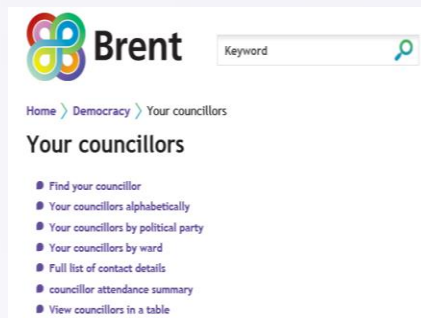 Brent
Keyword
Home 〉 Democracy 〉 Your councillors
Your councillors
Find your councillor
Your councillors alphabetically
Your councillors by political party
Your councillors by ward
Full list of contact details
councillor attendance summary
View councillors in a table